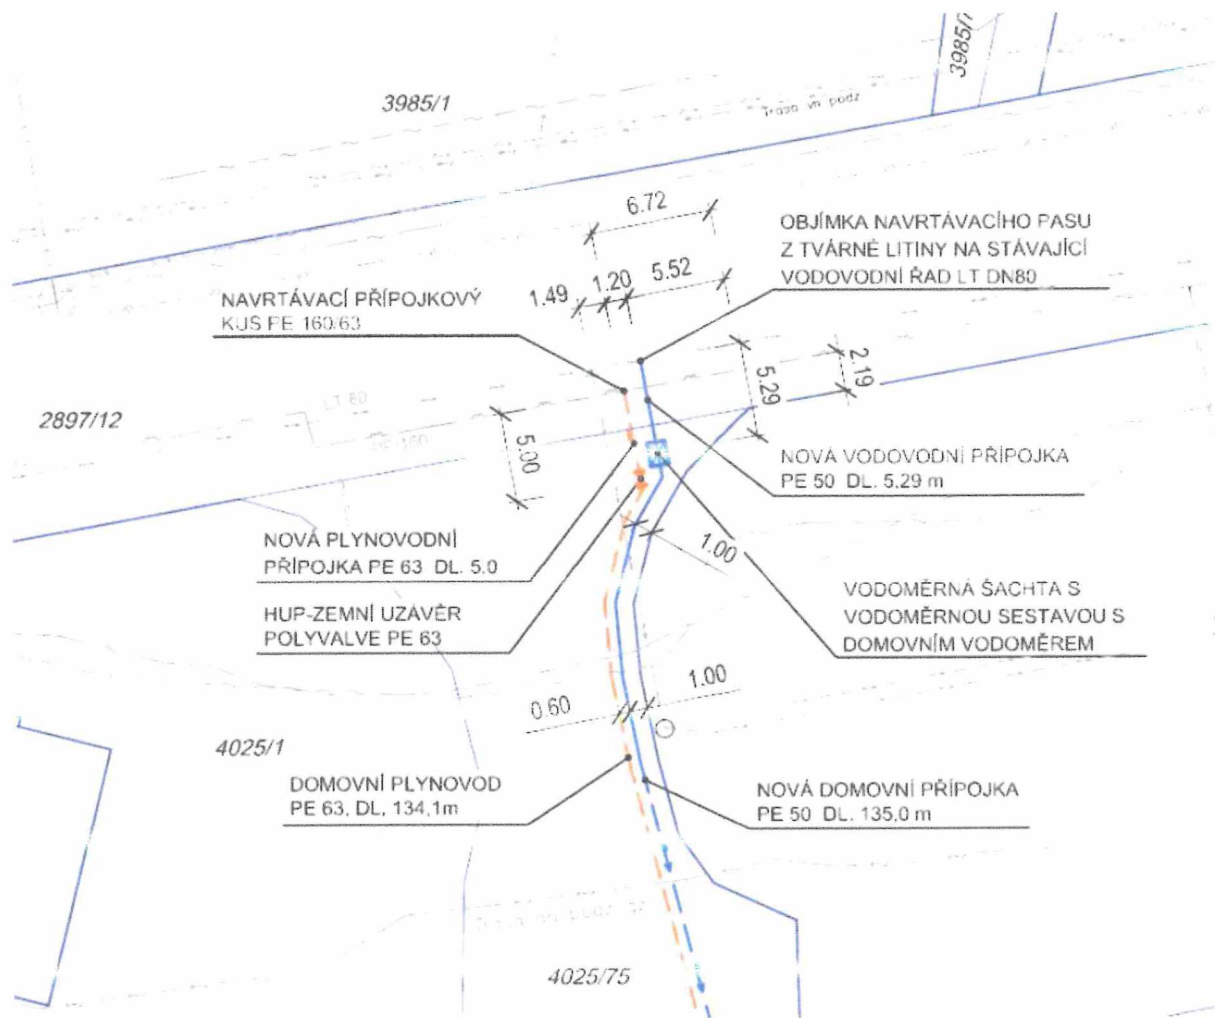 3985/1
3985/7
Trasa vn podz
6.72
OBJÍMKA NAVRTÁVACÍHO PASU
Z TVÁRNÉ LITINY NA STÁVAJÍCÍ
VODOVODNÍ ŘAD LT DN80
1.49
1.20
5.52
NAVRTÁVACÍ PŘÍPOJKOVÝ
KUS PE 160/63
5.29
2.19
2897/12
LT 80
PE 160
5.00
NOVÁ VODOVODNÍ PŘÍPOJKA
PE 50 DL. 5,29 m
NOVÁ PLYNOVODNÍ
PŘÍPOJKA PE 63 DL. 5.0
1.00
HUP-ZEMNÍ UZÁVĚR
POLYVALVE PE 63
VODOMĚRNÁ ŠACHTA S
VODOMĚRNOU SESTAVOU S
DOMOVNÍM VODOMĚREM
0.60
1.00
4025/1
DOMOVNÍ PLYNOVOD
PE 63, DL, 134,1m
NOVÁ DOMOVNÍ PŘÍPOJKA
PE 50 DL. 135,0 m
Trasa vn podz
4025/75